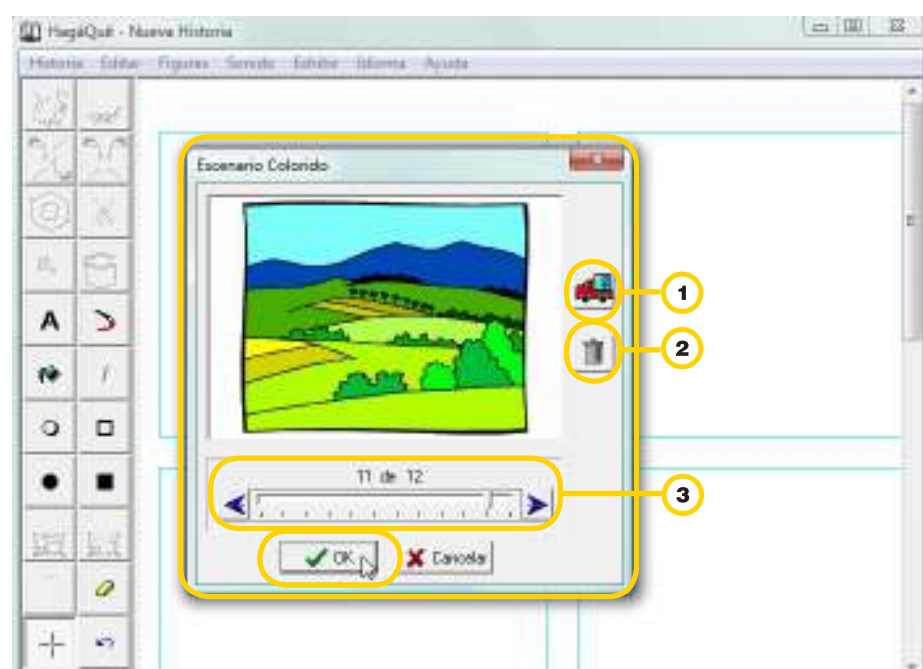 HagáQuê - Nueva Historia
Historia Editar Figuras Sonido Exhibir Idioma Ayuda
Escenario Colorido
1
2
A
11 de 12
3
OK
Cancelar